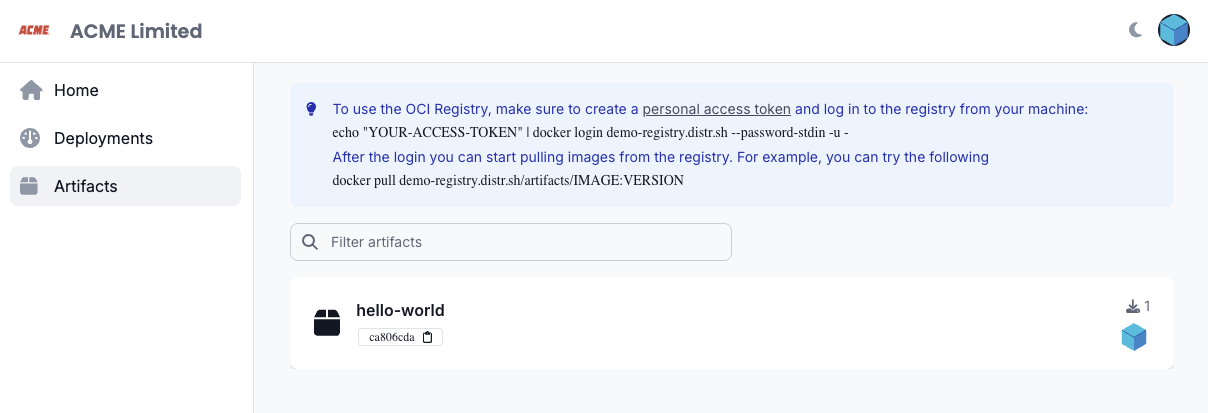 ACME
ACME Limited
Home
Deployments
Artifacts
To use the OCI Registry, make sure to create a personal access token and log in to the registry from your machine:
echo "YOUR-ACCESS-TOKEN" | docker login demo-registry.distr.sh --password-stdin -u -
After the login you can start pulling images from the registry. For example, you can try the following
docker pull demo-registry.distr.sh/artifacts/IMAGE:VERSION
Filter artifacts
hello-world
1
ca806cda